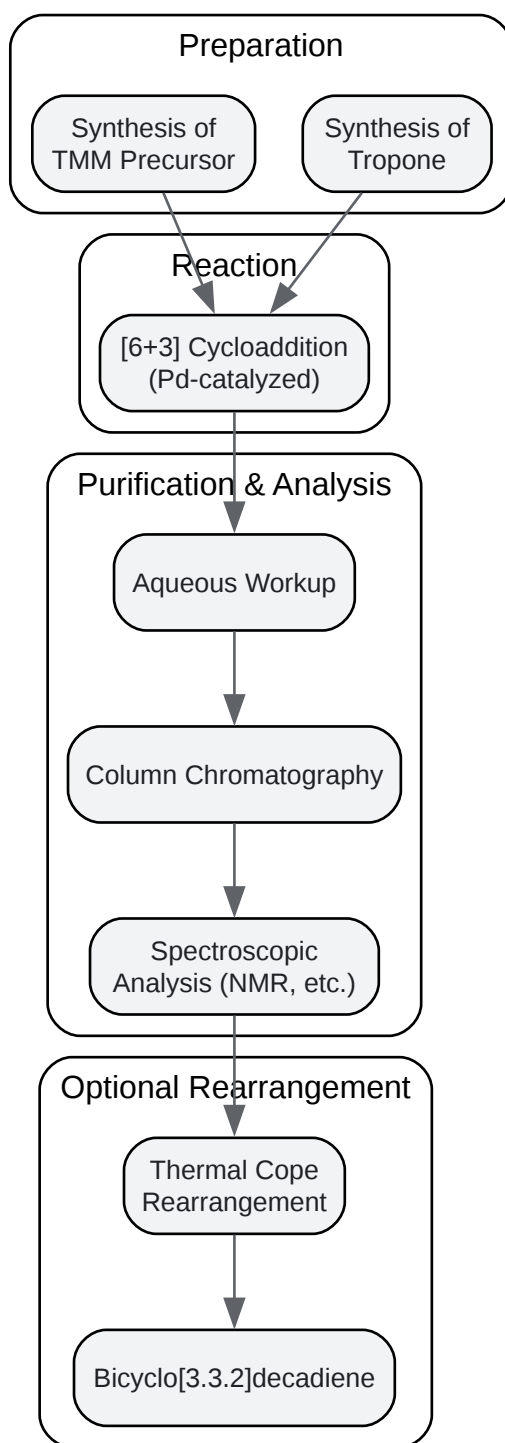 Preparation
Synthesis of
TMM Precursor
Synthesis of
Tropone
Reaction
[6+3] Cycloaddition
(Pd-catalyzed)
Purification & Analysis
Aqueous Workup
Column Chromatography
Spectroscopic
Analysis (NMR, etc.)
Optional Rearrangement
Thermal Cope
Rearrangement
Bicyclo[3.3.2]decadiene